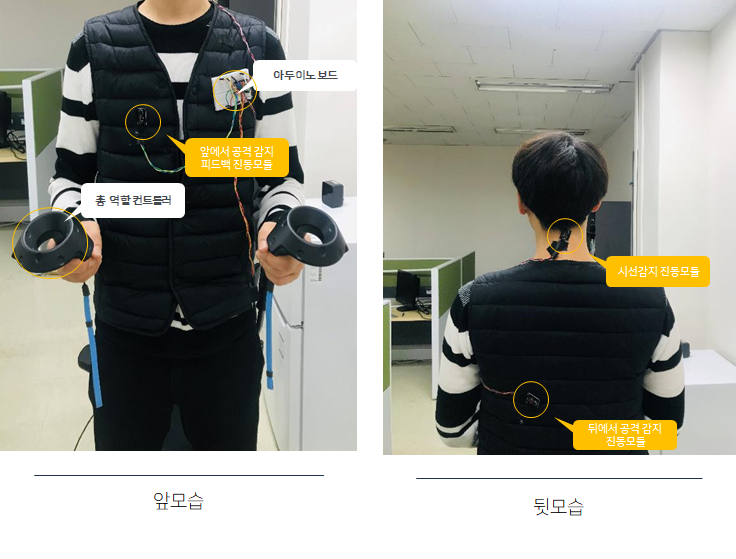 아두이노 보드
앞에서 공격 감지
피드백 진동모듈
총 역할 컨트롤러
앞모습
시선감지 진동모듈
뒤에서 공격 감지
진동모듈
뒷모습